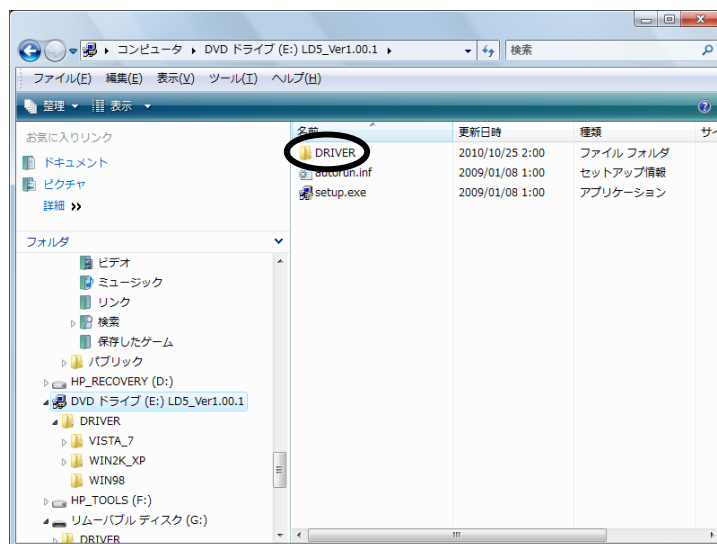 コンピュータ ▸ DVD ドライブ (E:) LD5_Ver1.00.1 ▸
検索
ファイル(F) 編集(E) 表示(V) ツール(T) ヘルプ(H)
整理 表示
お気に入りリンク
ドキュメント
ピクチャ
詳細 >>
フォルダ
ビデオ
ミュージック
リンク
検索
保存したゲーム
パブリック
HP_RECOVERY (D:)
DVD ドライブ (E:) LD5_Ver1.00.1
DRIVER
VISTA_7
WIN2K_XP
WIN98
HP_TOOLS (F:)
リムーバブル ディスク (G:)
DRIVER
名前 更新日時 種類 サイ
DRIVER 2010/10/25 2:00 ファイル フォルダ
autorun.inf 2009/01/08 1:00 セットアップ情報
setup.exe 2009/01/08 1:00 アプリケーション